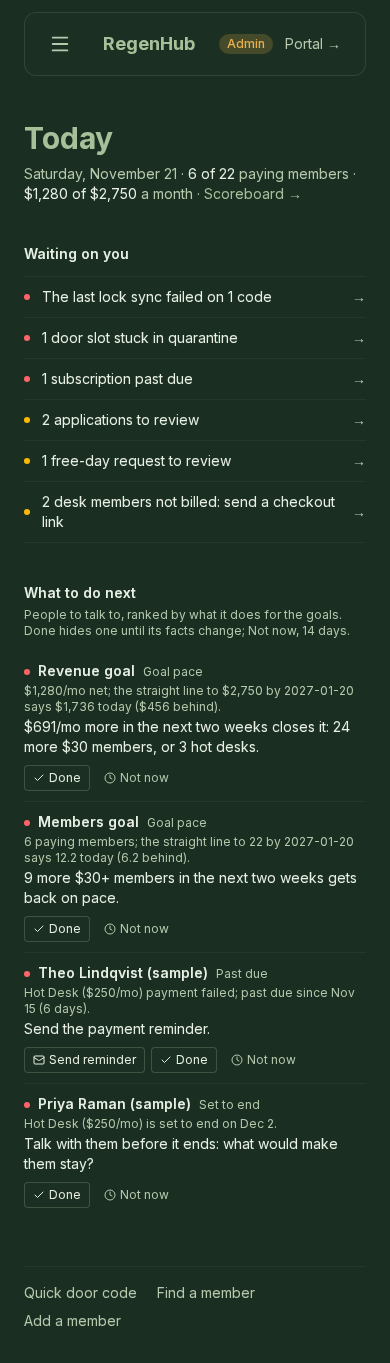 RegenHub Admin Portal →
Today
Saturday, November 21 · 6 of 22 paying members ·
$1,280 of $2,750 a month · Scoreboard →
Waiting on you
The last lock sync failed on 1 code →
1 door slot stuck in quarantine →
1 subscription past due →
2 applications to review →
1 free-day request to review →
2 desk members not billed: send a checkout
link →
What to do next
People to talk to, ranked by what it does for the goals.
Done hides one until its facts change; Not now, 14 days.
Revenue goal Goal pace
$1,280/mo net; the straight line to $2,750 by 2027-01-20
says $1,736 today ($456 behind).
$691/mo more in the next two weeks closes it: 24
more $30 members, or 3 hot desks.
Done Not now
Members goal Goal pace
6 paying members; the straight line to 22 by 2027-01-20
says 12.2 today (6.2 behind).
9 more $30+ members in the next two weeks gets
back on pace.
Done Not now
Theo Lindqvist (sample) Past due
Hot Desk ($250/mo) payment failed; past due since Nov
15 (6 days).
Send the payment reminder.
Send reminder Done Not now
Priya Raman (sample) Set to end
Hot Desk ($250/mo) is set to end on Dec 2.
Talk with them before it ends: what would make
them stay?
Done Not now
Quick door code Find a member
Add a member